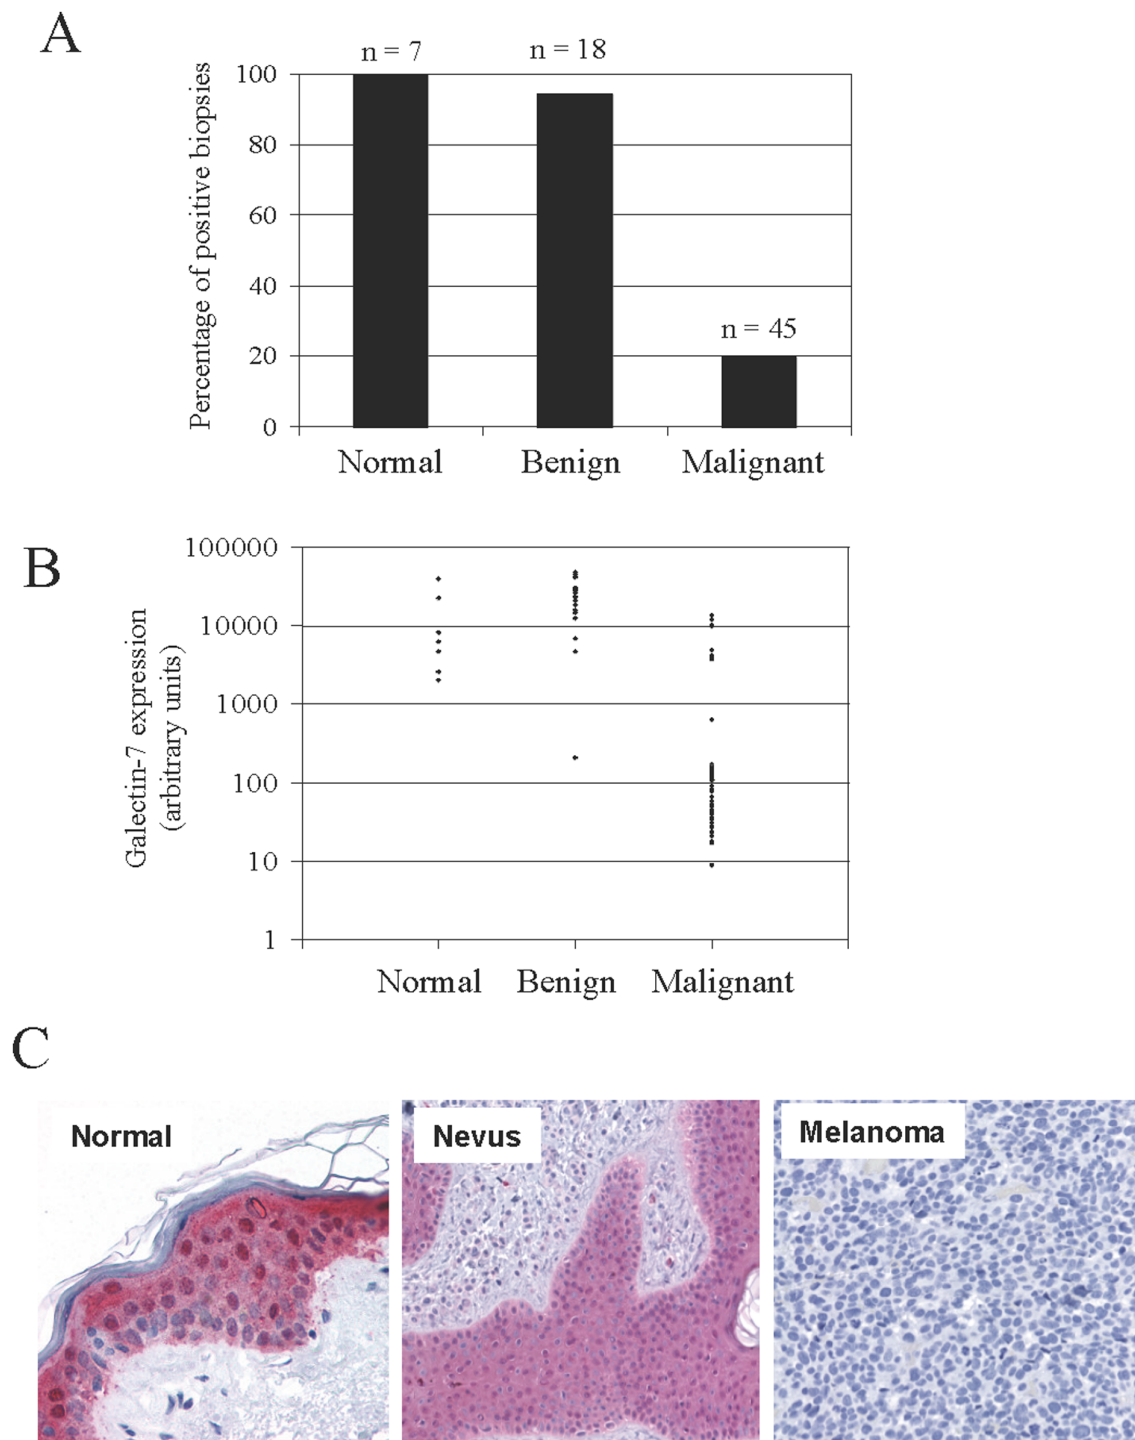 A
n = 7
n = 18
n = 45
Percentage of positive biopsies
100
80
60
40
20
0
Normal
Benign
Malignant
B
Galectin-7 expression
(arbitrary units)
100000
10000
1000
100
10
1
Normal
Benign
Malignant
C
Normal
Nevus
Melanoma